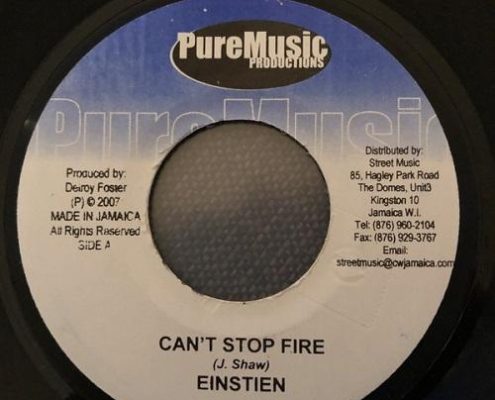 PureMusic
PRODUCTIONS
PureMusic
Produced by:
Delroy Foster
(P) © 2007
MADE IN JAMAICA
All Rights Reserved
SIDE A
Distributed by:
Street Music
85, Hagley Park Road
The Domes, Unit3
Kingston 10
Jamaica W.I.
Tel: (876) 960-2104
Fax: (876) 929-3767
Email:
streetmusic@cwjamaica.com
CAN'T STOP FIRE
(J. Shaw)
EINSTIEN